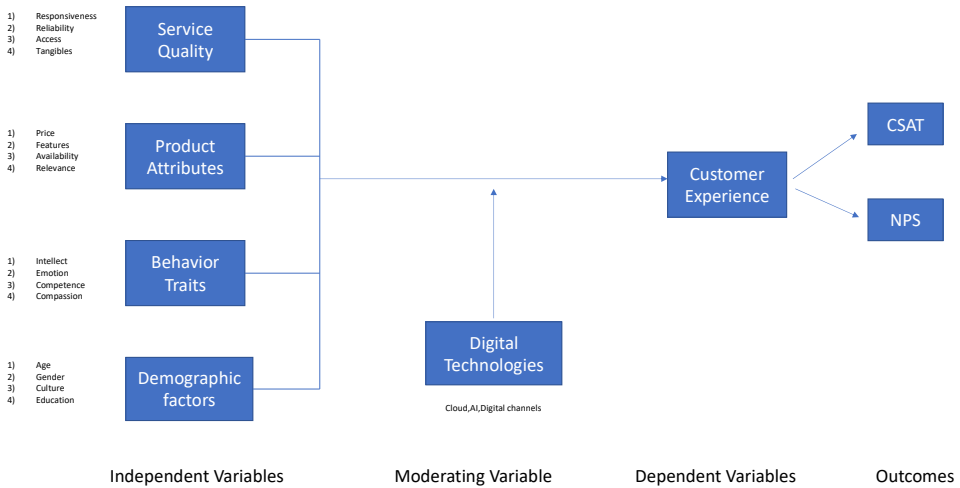 1) Responsiveness
2) Reliability
3) Access
4) Tangibles
Service
Quality
1) Price
2) Features
3) Availability
4) Relevance
Product
Attributes
1) Intellect
2) Emotion
3) Competence
4) Compassion
Behavior
Traits
1) Age
2) Gender
3) Culture
4) Education
Demographic
factors
Digital
Technologies
Cloud,AI,Digital channels
Customer
Experience
CSAT
NPS
Independent Variables
Moderating Variable
Dependent Variables
Outcomes